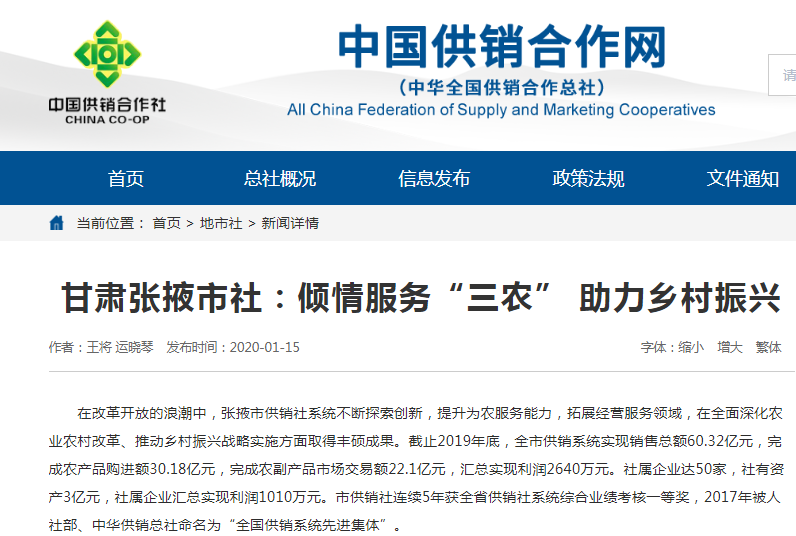 中国供销合作社
CHINA CO-OP
中国供销合作网
（中华全国供销合作总社）
All China Federation of Supply and Marketing Cooperatives
请
首页 总社概况 信息发布 政策法规 文件通知
当前位置： 首页 > 地市社 > 新闻详情
甘肃张掖市社：倾情服务“三农” 助力乡村振兴
作者：王将 运晓琴 发布时间：2020-01-15 字体：缩小 增大 繁体
在改革开放的浪潮中，张掖市供销社系统不断探索创新，提升为农服务能力，拓展经营服务领域，在全面深化农
业农村改革、推动乡村振兴战略实施方面取得丰硕成果。截止2019年底，全市供销系统实现销售总额60.32亿元，完
成农产品购进额30.18亿元，完成农副产品市场交易额22.1亿元，汇总实现利润2640万元。社属企业达50家，社有资
产3亿元，社属企业汇总实现利润1010万元。市供销社连续5年获全省供销社系统综合业绩考核一等奖，2017年被人
社部、中华供销总社命名为“全国供销系统先进集体”。